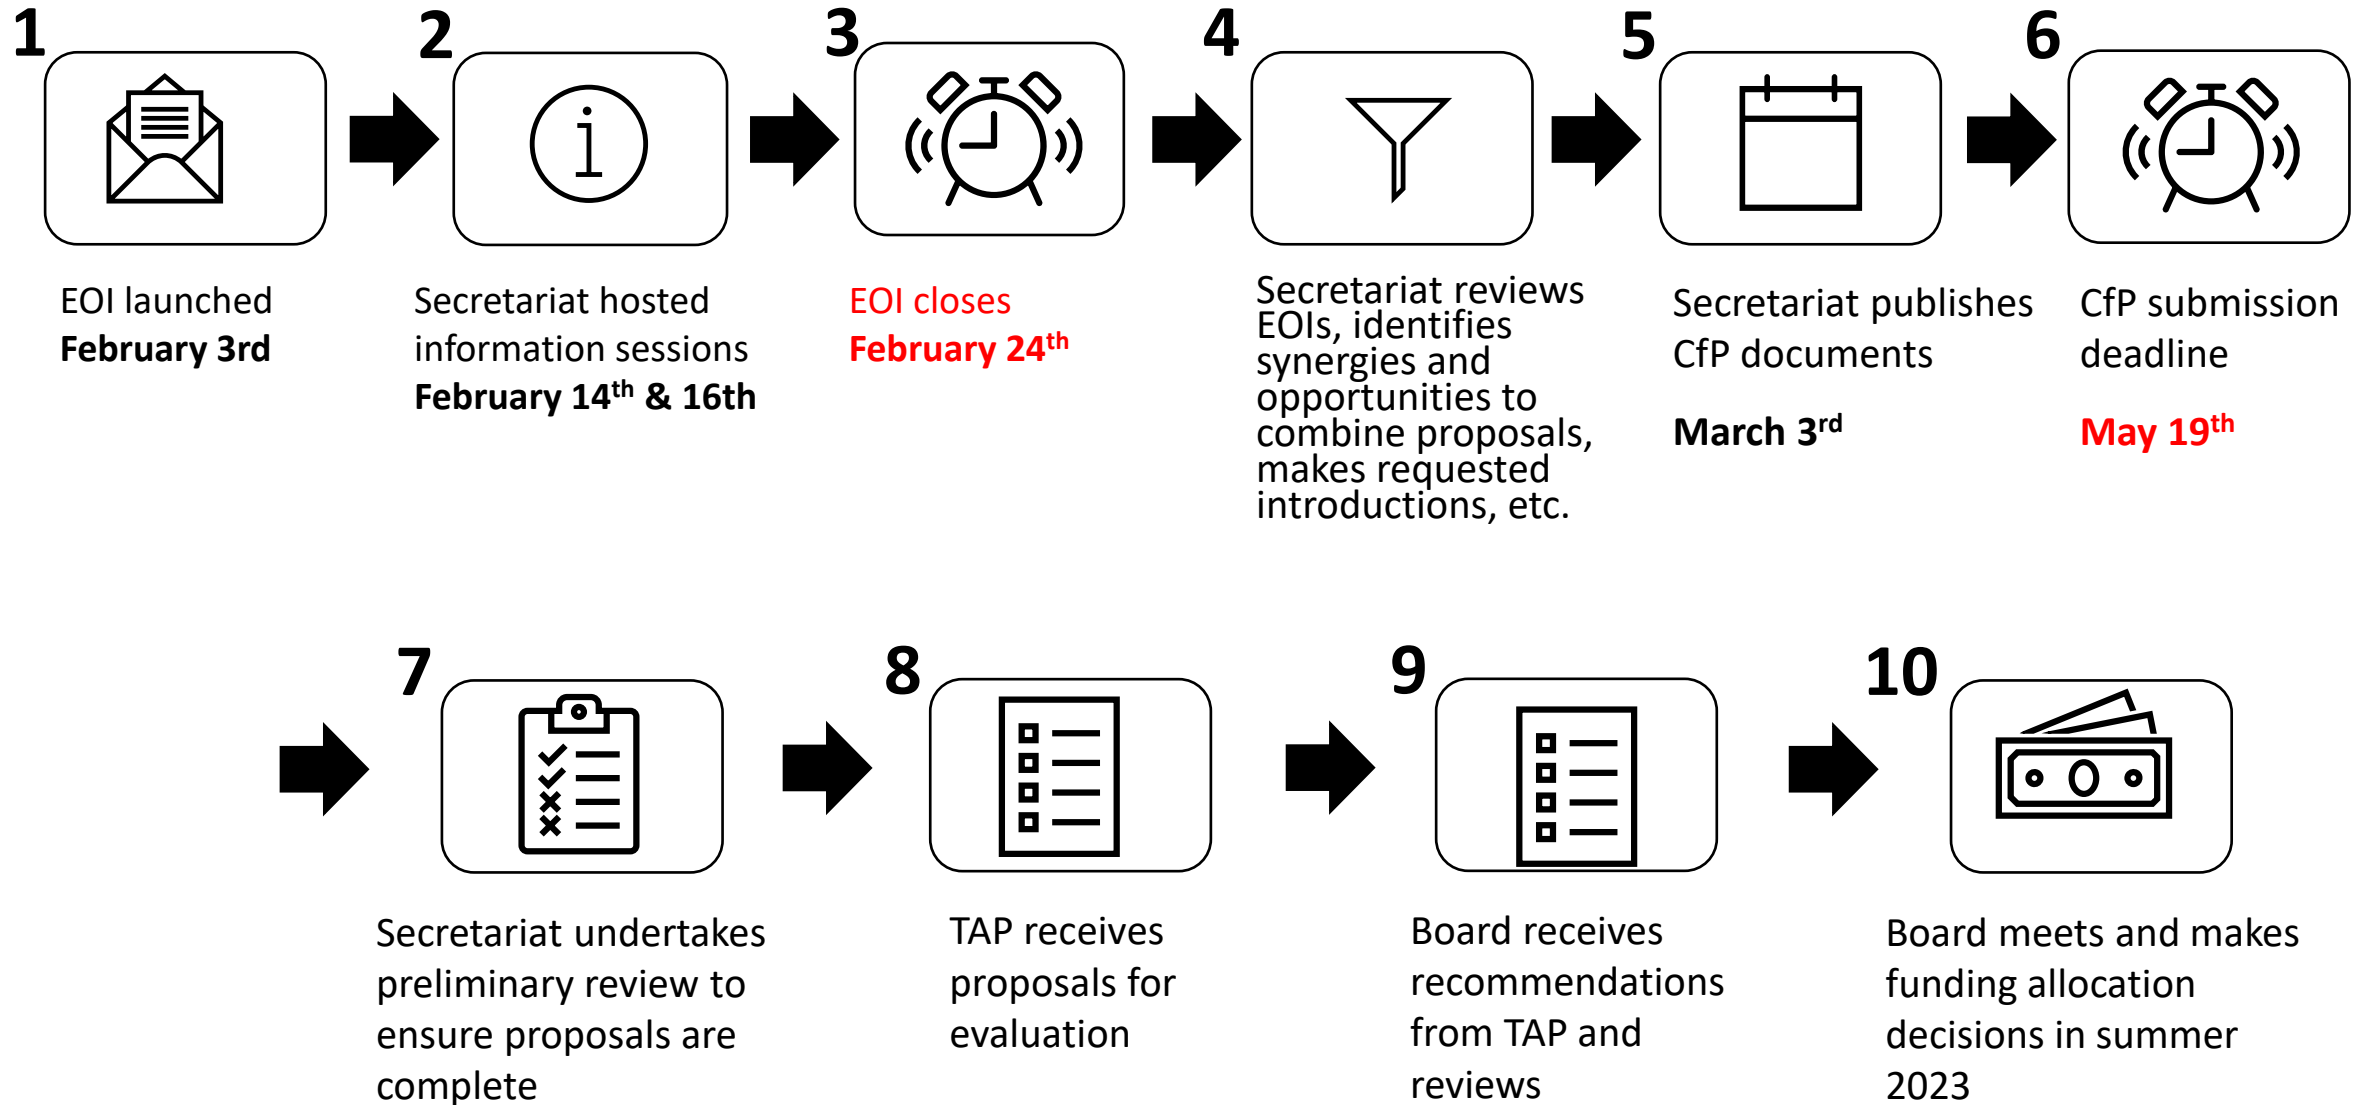 1
EOI launched
February 3rd
2
Secretariat hosted
information sessions
February 14th & 16th
3
EOI closes
February 24th
4
Secretariat reviews
EOIs, identifies
synergies and
opportunities to
combine proposals,
makes requested
introductions, etc.
5
Secretariat publishes
CfP documents
March 3rd
6
CfP submission
deadline
May 19th
7
Secretariat undertakes
preliminary review to
ensure proposals are
complete
8
TAP receives
proposals for
evaluation
9
Board receives
recommendations
from TAP and
reviews
10
Board meets and makes
funding allocation
decisions in summer
2023